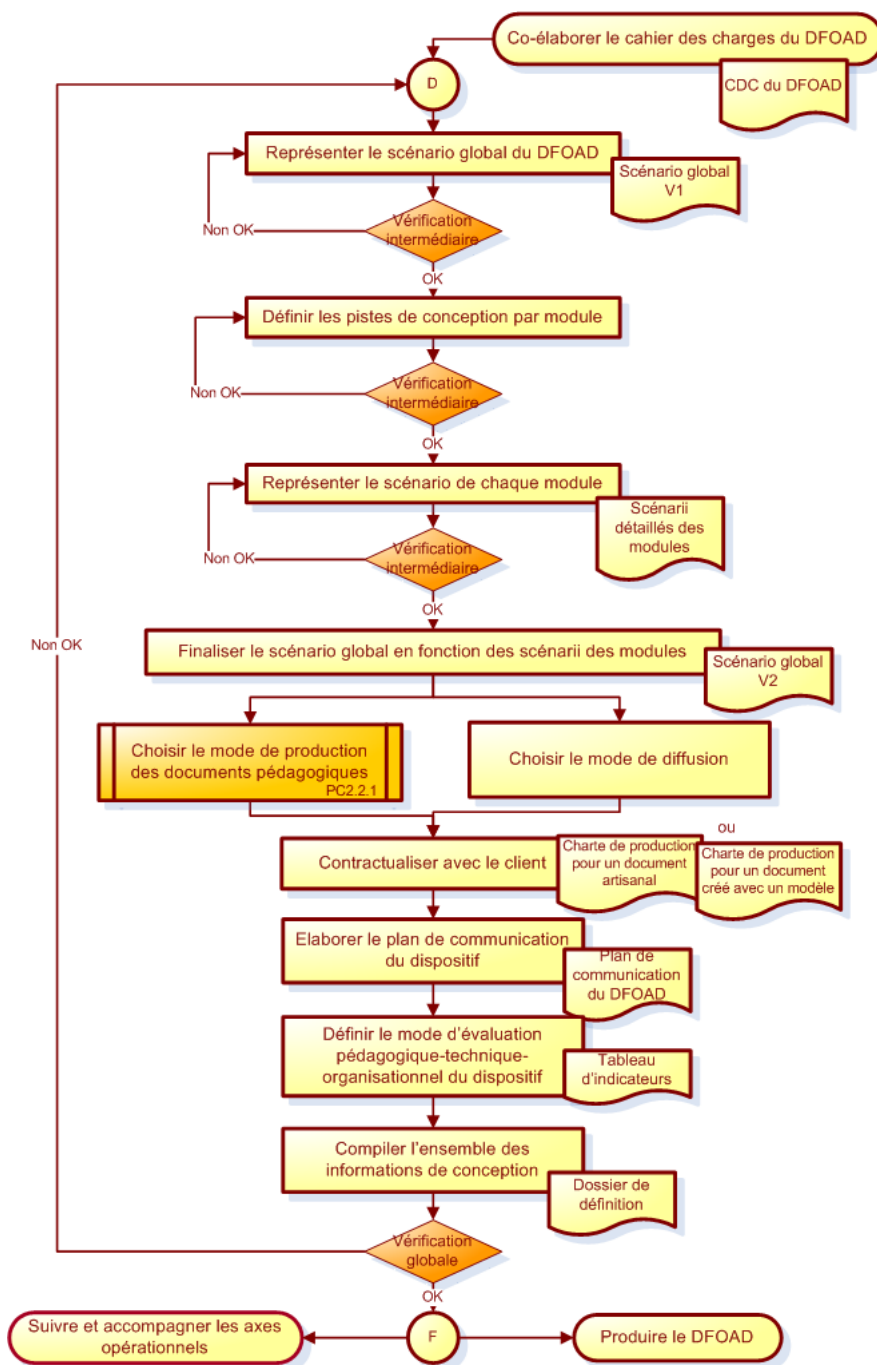 Co-élaborer le cahier des charges du DFOAD
CDC du DFOAD
D
Représenter le scénario global du DFOAD
Scénario global
V1
Vérification
intermédiaire
Non OK
OK
Définir les pistes de conception par module
Vérification
intermédiaire
Non OK
OK
Représenter le scénario de chaque module
Scénarii
détaillés des
modules
Vérification
intermédiaire
Non OK
OK
Non OK
Finaliser le scénario global en fonction des scénarii des modules
Scénario global
V2
Choisir le mode de production
des documents pédagogiques
PC2.2.1
Choisir le mode de diffusion
Contractualiser avec le client
Charte de production
pour un document
artisanal
ou
Charte de production
pour un document
créé avec un modèle
Elaborer le plan de communication
du dispositif
Plan de
communication
du DFOAD
Définir le mode d'évaluation
pédagogique-technique-
organisationnel du dispositif
Tableau
d'indicateurs
Compiler l'ensemble des
informations de conception
Dossier de
définition
Vérification
globale
OK
Suivre et accompagner les axes
opérationnels
F
Produire le DFOAD